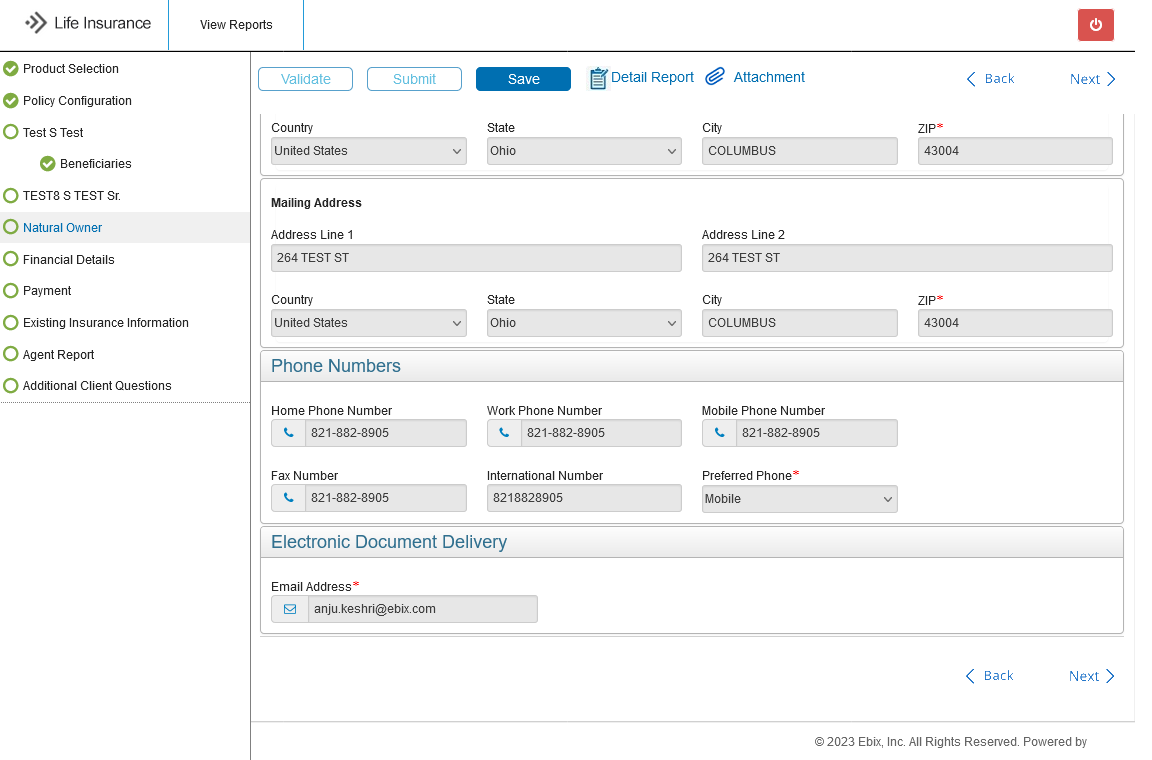 Life Insurance
View Reports
Product Selection
Policy Configuration
Test S Test
Beneficiaries
TEST8 S TEST Sr.
Natural Owner
Financial Details
Payment
Existing Insurance Information
Agent Report
Additional Client Questions
Validate Submit Save Detail Report Attachment Back Next
Country State City ZIP*
United States Ohio COLUMBUS 43004
Mailing Address
Address Line 1 Address Line 2
264 TEST ST 264 TEST ST
Country State City ZIP*
United States Ohio COLUMBUS 43004
Phone Numbers
Home Phone Number Work Phone Number Mobile Phone Number
821-882-8905 821-882-8905 821-882-8905
Fax Number International Number Preferred Phone*
821-882-8905 8218828905 Mobile
Electronic Document Delivery
Email Address*
anju.keshri@ebix.com
Back Next
© 2023 Ebix, Inc. All Rights Reserved. Powered by